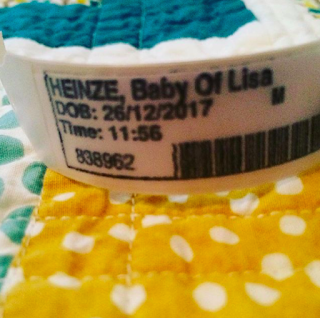 HEINZE, Baby Of Lisa
M
DOB: 26/12/2017
Time: 11:56
838962